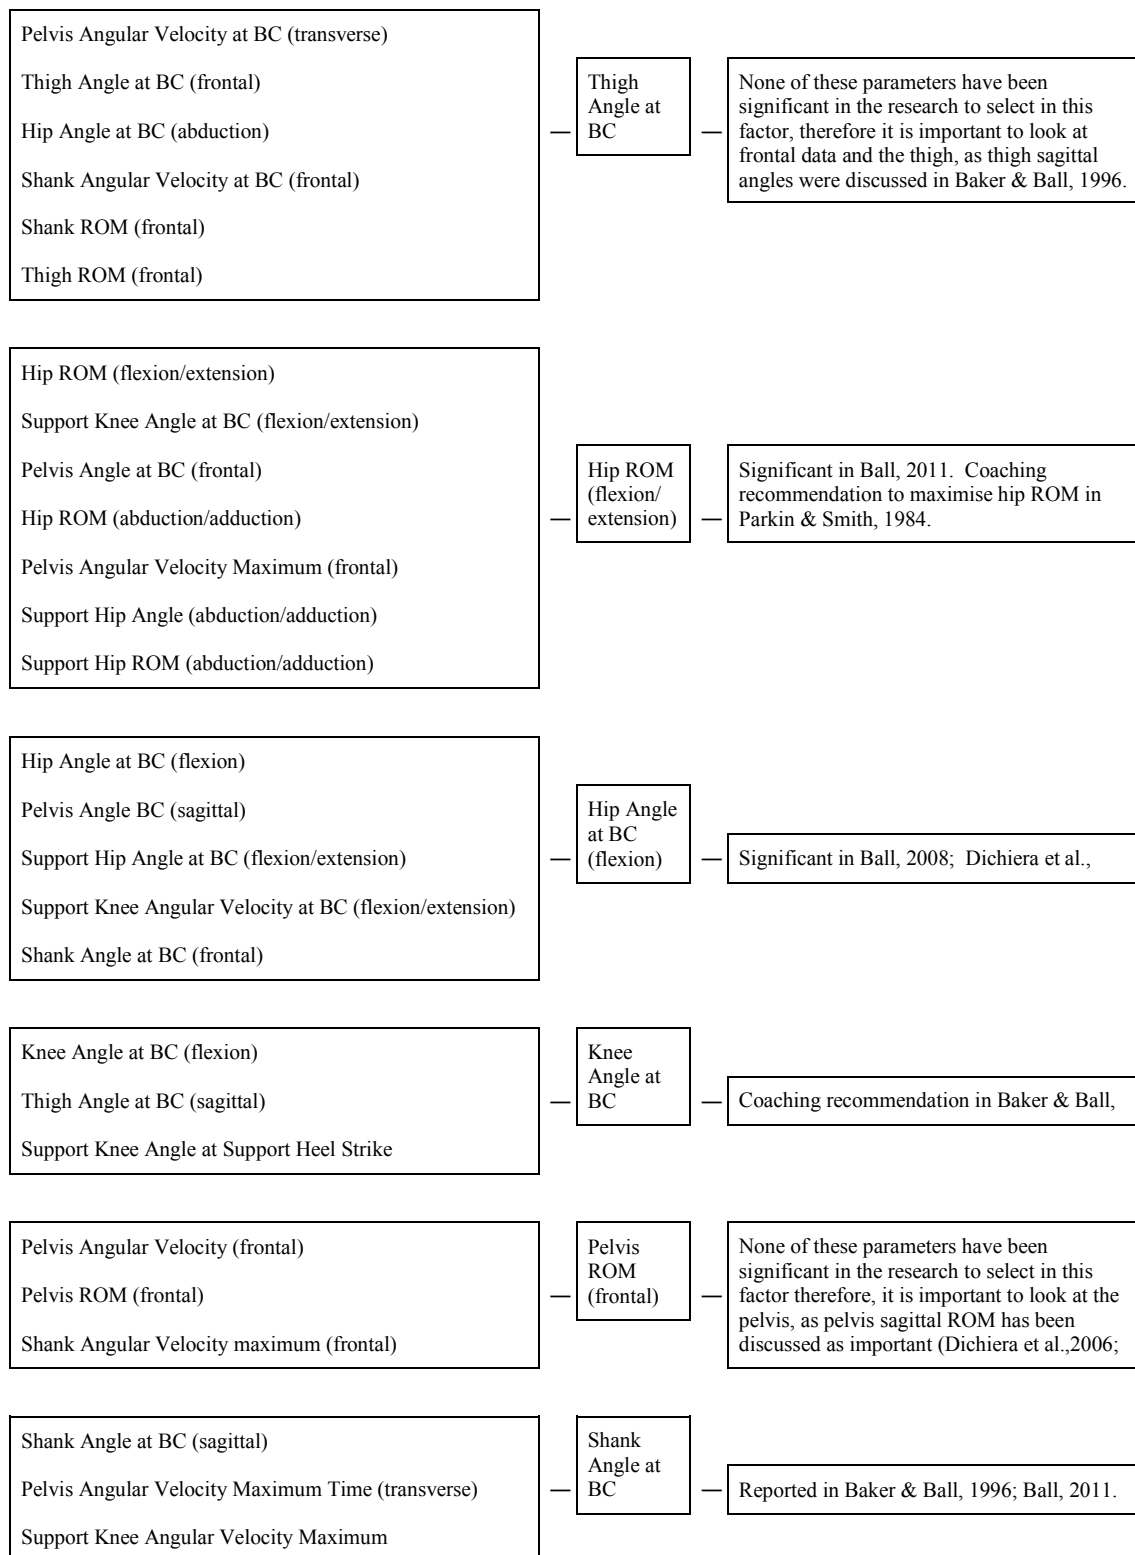 Pelvis Angular Velocity at BC (transverse)
Thigh Angle at BC (frontal)
Hip Angle at BC (abduction)
Shank Angular Velocity at BC (frontal)
Shank ROM (frontal)
Thigh ROM (frontal)
Thigh
Angle at
BC
None of these parameters have been
significant in the research to select in this
factor, therefore it is important to look at
frontal data and the thigh, as thigh sagittal
angles were discussed in Baker & Ball, 1996.
Hip ROM (flexion/extension)
Support Knee Angle at BC (flexion/extension)
Pelvis Angle at BC (frontal)
Hip ROM (abduction/adduction)
Pelvis Angular Velocity Maximum (frontal)
Support Hip Angle (abduction/adduction)
Support Hip ROM (abduction/adduction)
Hip ROM
(flexion/
extension)
Significant in Ball, 2011.  Coaching
recommendation to maximise hip ROM in
Parkin & Smith, 1984.
Hip Angle at BC (flexion)
Pelvis Angle BC (sagittal)
Support Hip Angle at BC (flexion/extension)
Support Knee Angular Velocity at BC (flexion/extension)
Shank Angle at BC (frontal)
Hip Angle
at BC
(flexion)
Significant in Ball, 2008;  Dichiera et al.,
Knee Angle at BC (flexion)
Thigh Angle at BC (sagittal)
Support Knee Angle at Support Heel Strike
Knee
Angle at
BC
Coaching recommendation in Baker & Ball,
Pelvis Angular Velocity (frontal)
Pelvis ROM (frontal)
Shank Angular Velocity maximum (frontal)
Pelvis
ROM
(frontal)
None of these parameters have been
significant in the research to select in this
factor therefore, it is important to look at the
pelvis, as pelvis sagittal ROM has been
discussed as important (Dichiera et al.,2006;
Shank Angle at BC (sagittal)
Pelvis Angular Velocity Maximum Time (transverse)
Support Knee Angular Velocity Maximum
Shank
Angle at
BC
Reported in Baker & Ball, 1996; Ball, 2011.